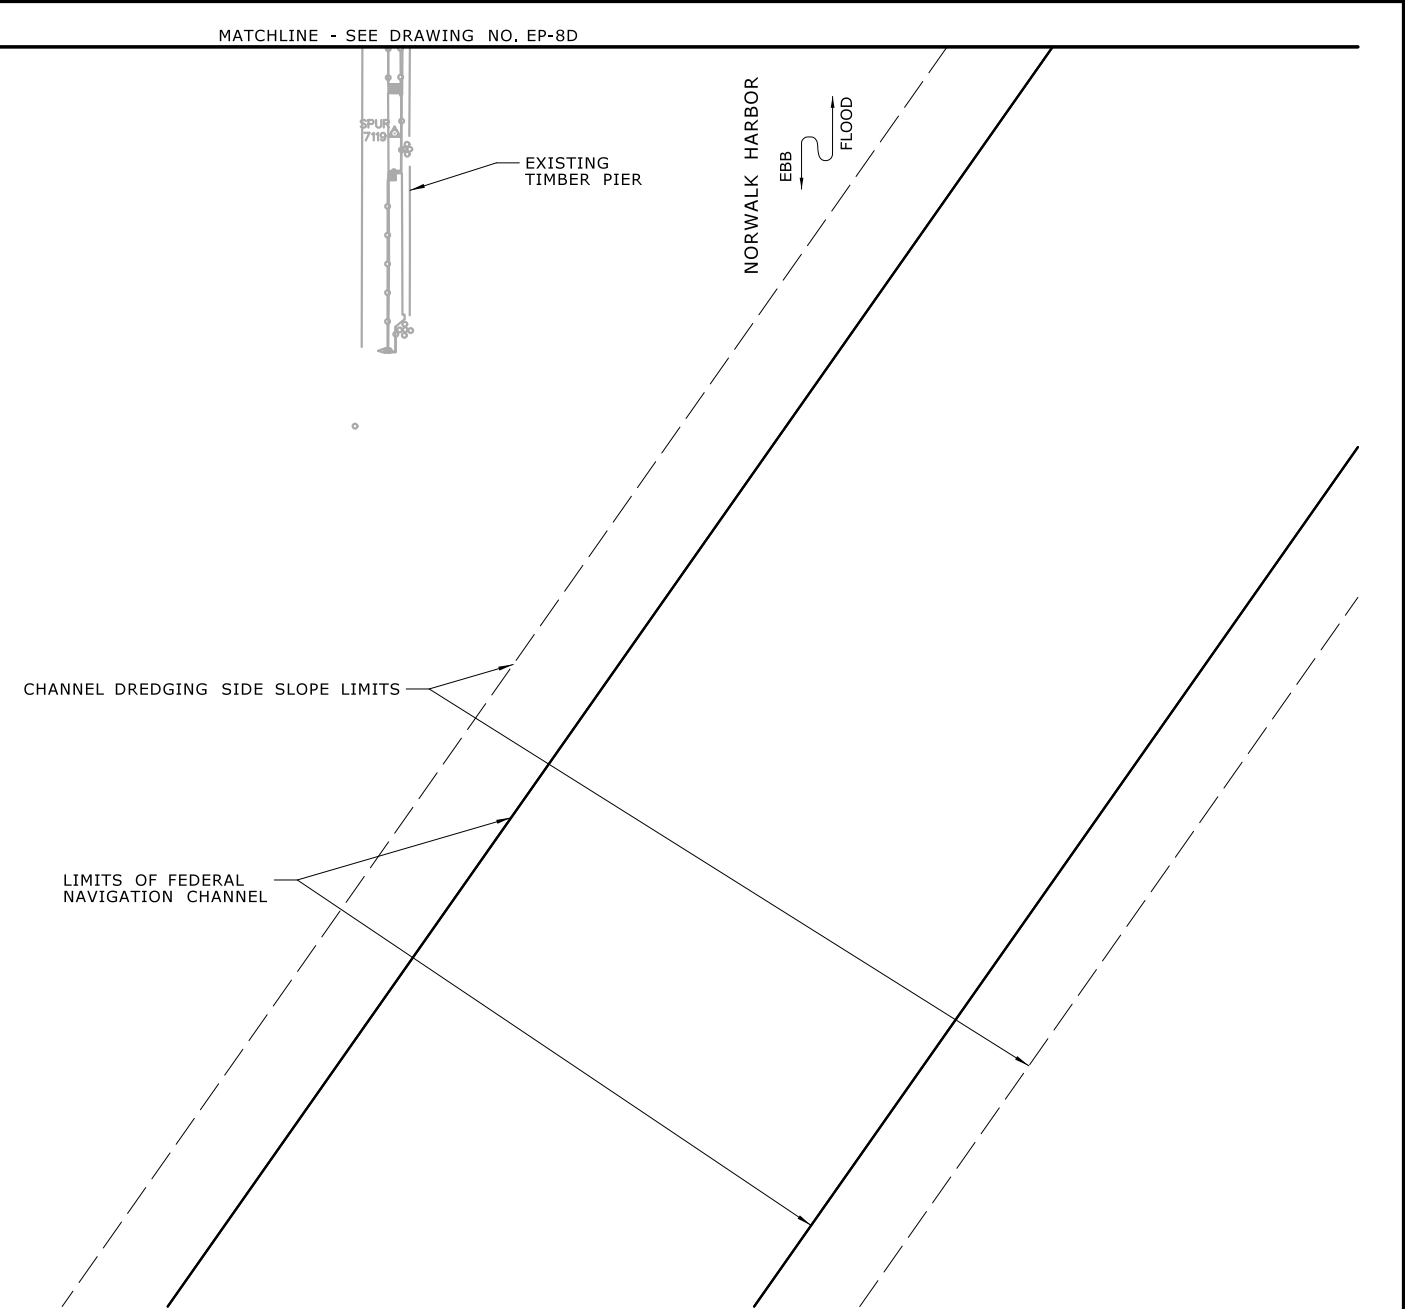 MATCHLINE - SEE DRAWING NO. EP-8D
SPUR
7119
EXISTING
TIMBER PIER
NORWALK HARBOR
EBB
FLOOD
CHANNEL DREDGING SIDE SLOPE LIMITS
LIMITS OF FEDERAL
NAVIGATION CHANNEL